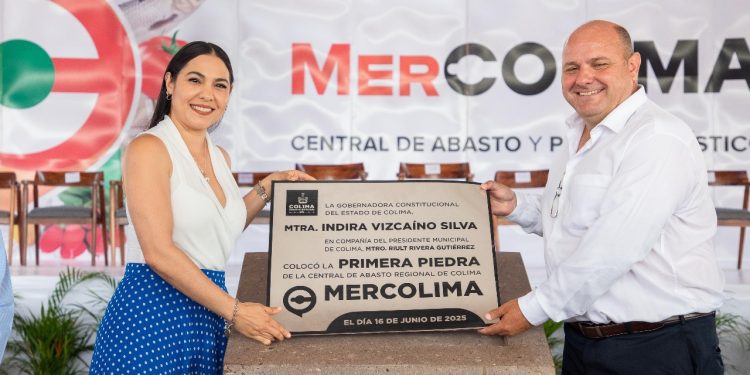 MERCOLIMA
CENTRAL DE ABASTO Y P
STICO
COLIMA
LA GOBERNADORA CONSTITUCIONAL
DEL ESTADO DE COLIMA,
MTRA. INDIRA VIZCAÍNO SILVA
EN COMPAÑÍA DEL PRESIDENTE MUNICIPAL
DE COLIMA, MTRO. RIULT RIVERA GUTIÉRREZ
COLOCÓ LA PRIMERA PIEDRA
DE LA CENTRAL DE ABASTO REGIONAL DE COLIMA
MERCOLIMA
EL DÍA 16 DE JUNIO DE 2025